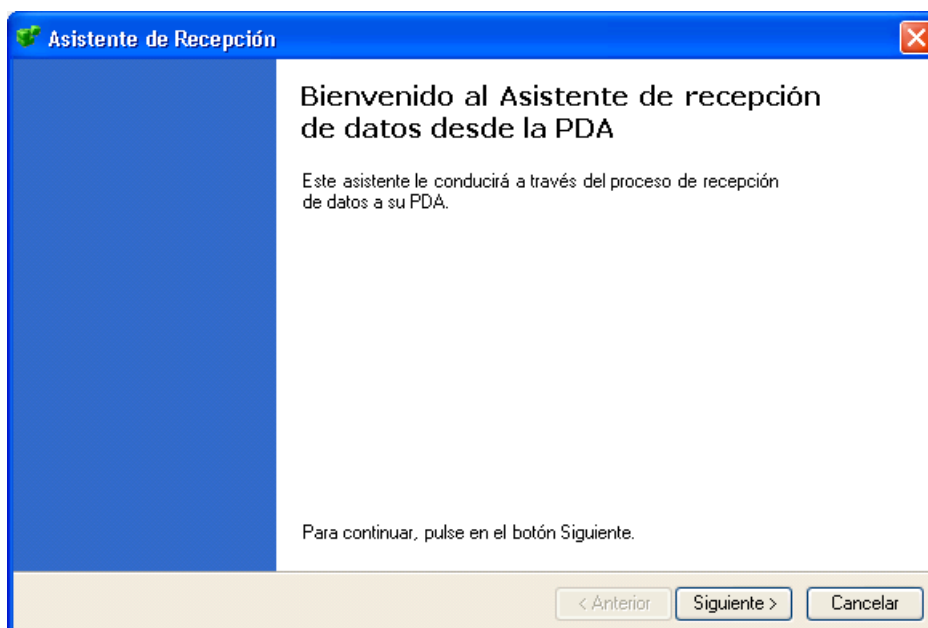 Asistente de Recepción
Bienvenido al Asistente de recepción
de datos desde la PDA
Este asistente le conducirá a través del proceso de recepción
de datos a su PDA.
Para continuar, pulse en el botón Siguiente.
< Anterior Siguiente > Cancelar